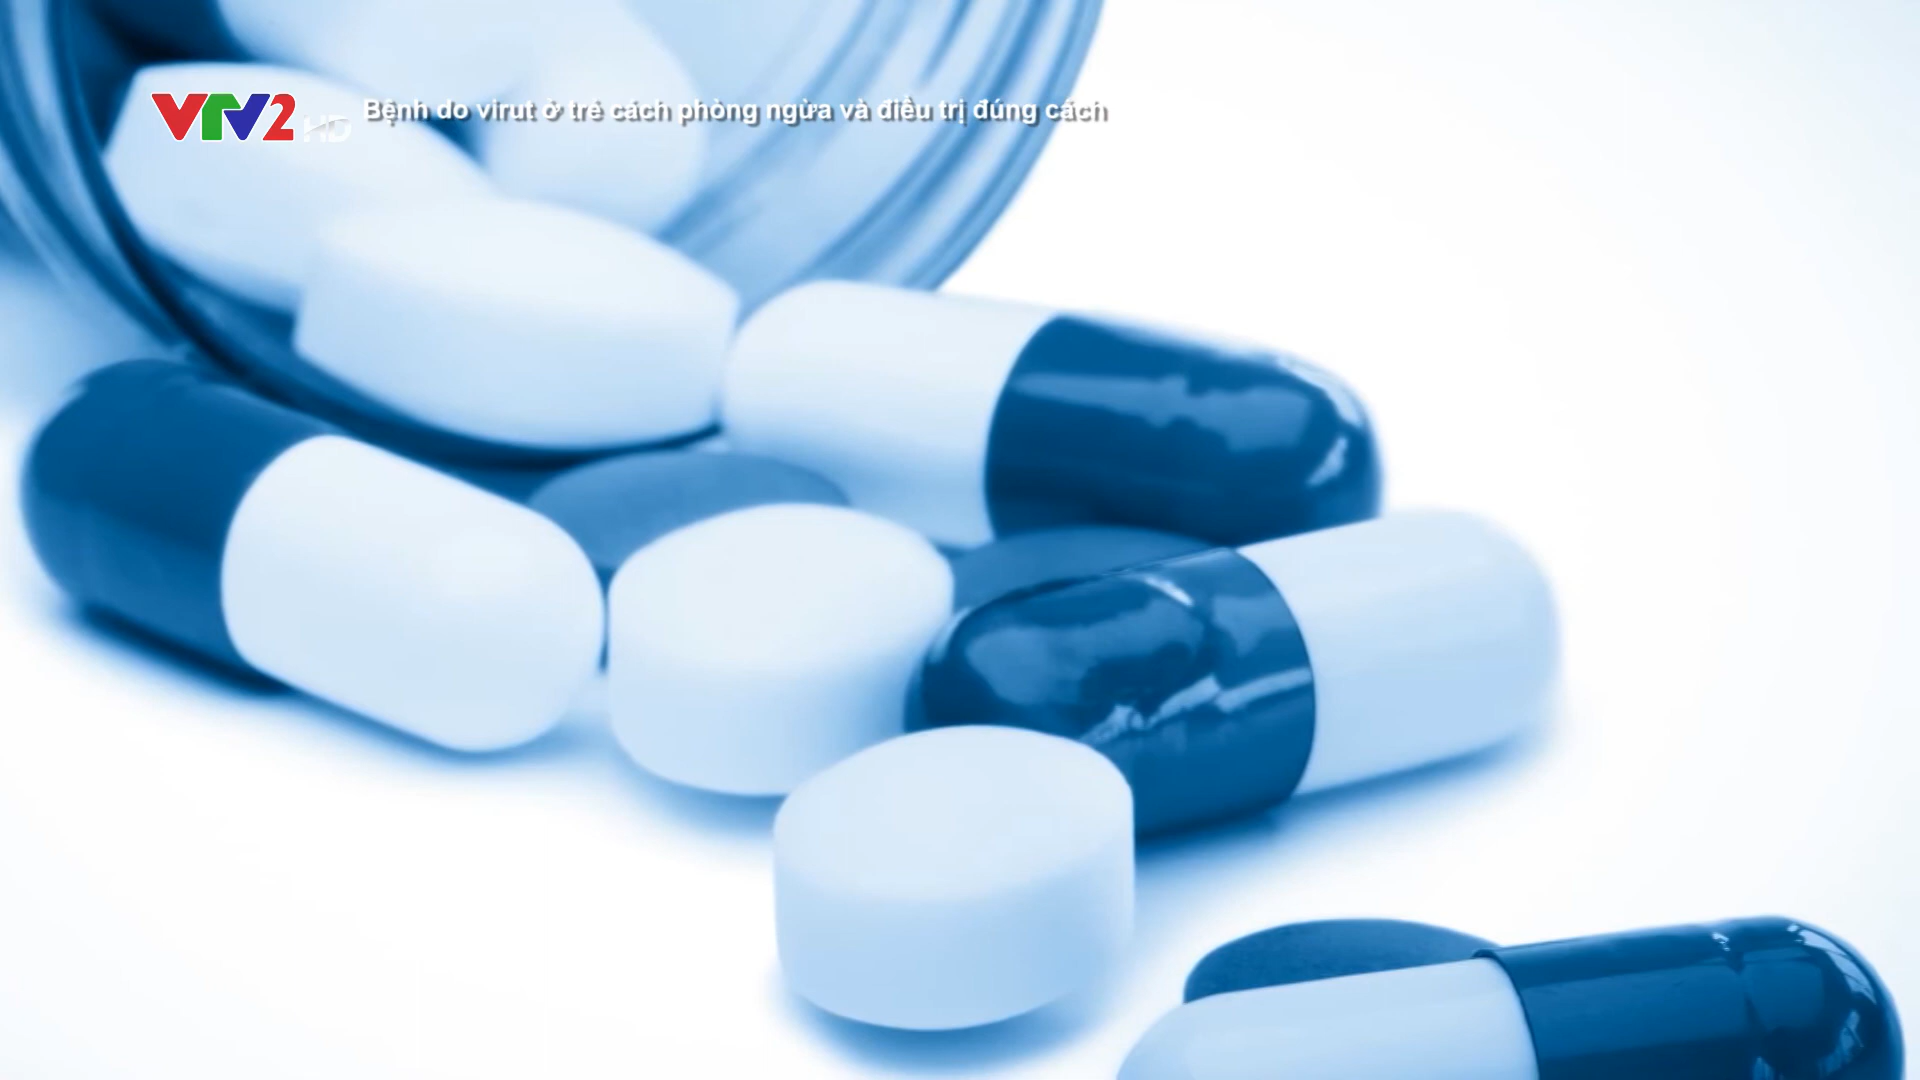 VTV2 HD
Bệnh do virut ở trẻ cách phòng ngừa và điều trị đúng cách